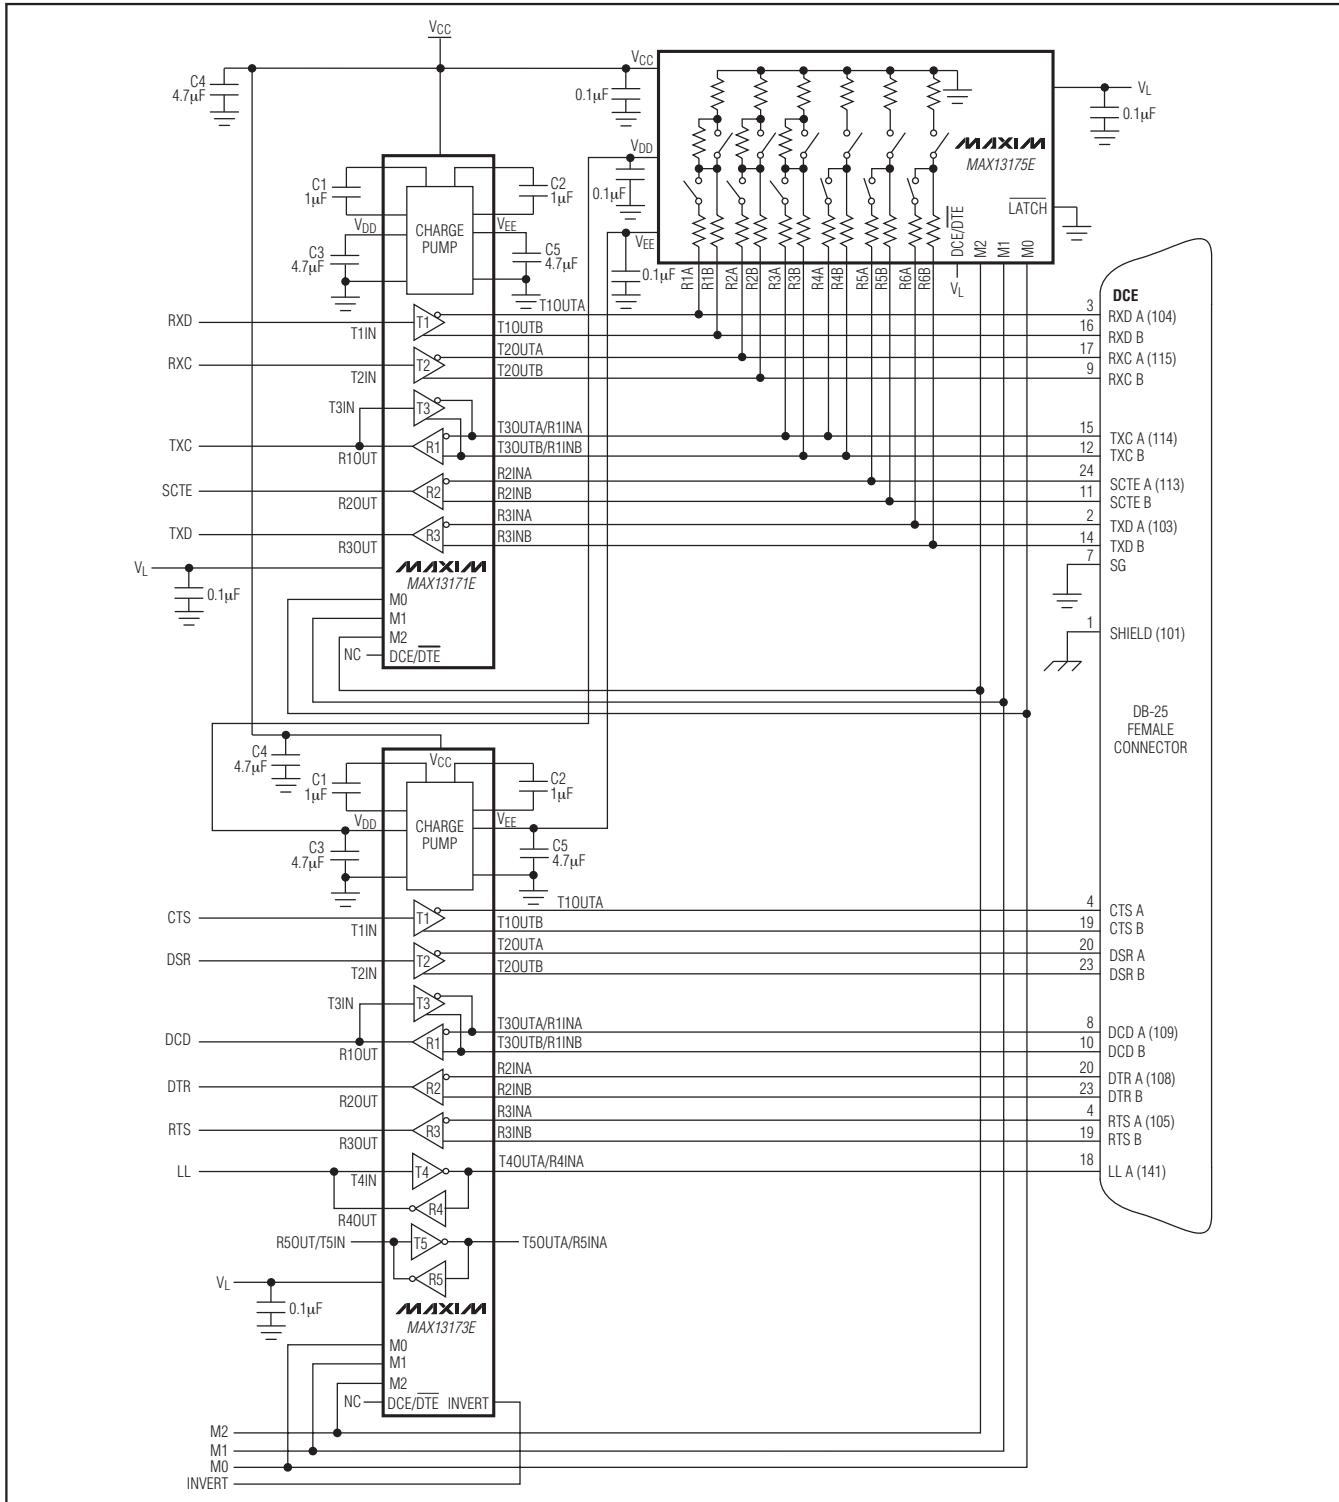 VCC
C4
4.7µF
VCC
0.1µF
VL
0.1µF
MAXIM
MAX13175E
VDD
0.1µF
LATCH
C1
1µF
C2
1µF
VDD
CHARGE
PUMP
VEE
C3
4.7µF
C5
4.7µF
VEE
0.1µF
R1A
R1B
R2A
R2B
R3A
R3B
R4A
R4B
R5A
R5B
R6A
R6B
DCE/DTE
M2
M1
M0
VL
DCE
RXD
T1IN
T1
T1OUTA
3
RXD A (104)
T1OUTB
16
RXD B
RXC
T2IN
T2
T2OUTA
17
RXC A (115)
T2OUTB
9
RXC B
T3IN
T3
TXC
R1OUT
R1
T3OUTA/R1INA
15
TXC A (114)
T3OUTB/R1INB
12
TXC B
SCTE
R2OUT
R2
R2INA
24
SCTE A (113)
R2INB
11
SCTE B
TXD
R3OUT
R3
R3INA
2
TXD A (103)
R3INB
14
TXD B
7
SG
VL
0.1µF
MAXIM
MAX13171E
M0
M1
M2
NC
DCE/DTE
1
SHIELD (101)
DB-25
FEMALE
CONNECTOR
C4
4.7µF
VCC
C1
1µF
C2
1µF
VDD
CHARGE
PUMP
VEE
C3
4.7µF
C5
4.7µF
CTS
T1IN
T1
T1OUTA
4
CTS A
T1OUTB
19
CTS B
DSR
T2IN
T2
T2OUTA
20
DSR A
T2OUTB
23
DSR B
T3IN
T3
DCD
R1OUT
R1
T3OUTA/R1INA
8
DCD A (109)
T3OUTB/R1INB
10
DCD B
DTR
R2OUT
R2
R2INA
20
DTR A (108)
R2INB
23
DTR B
RTS
R3OUT
R3
R3INA
4
RTS A (105)
R3INB
19
RTS B
LL
T4IN
T4
T4OUTA/R4INA
18
LL A (141)
R4OUT
R4
R5OUT/T5IN
T5
T5OUTA/R5INA
R5
VL
0.1µF
MAXIM
MAX13173E
M0
M1
M2
NC
DCE/DTE INVERT
M2
M1
M0
INVERT